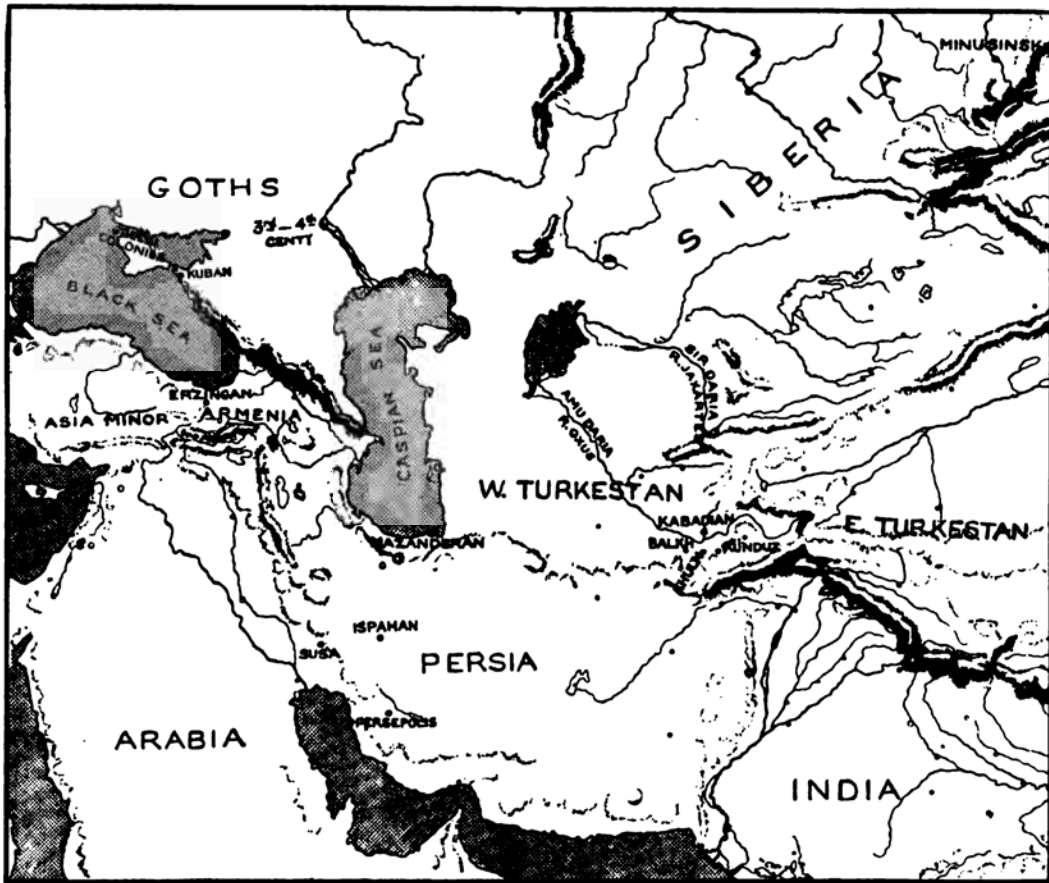 MINUSINSK
SIBERIA
GOTHS
3rd – 4th
CENTY
COLONIES
KUBAN
BLACK SEA
CASPIAN SEA
SIR DARIA
R. JAXARTES
AMU DARIA
R. OXUS
ERZINGAN
ASIA MINOR
ARMENIA
W. TURKESTAN
KABADIAN
BALKH
KUNDUZ
E. TURKESTAN
MAZANDERAN
ISPAHAN
SUSA
PERSIA
PERSEPOLIS
ARABIA
INDIA